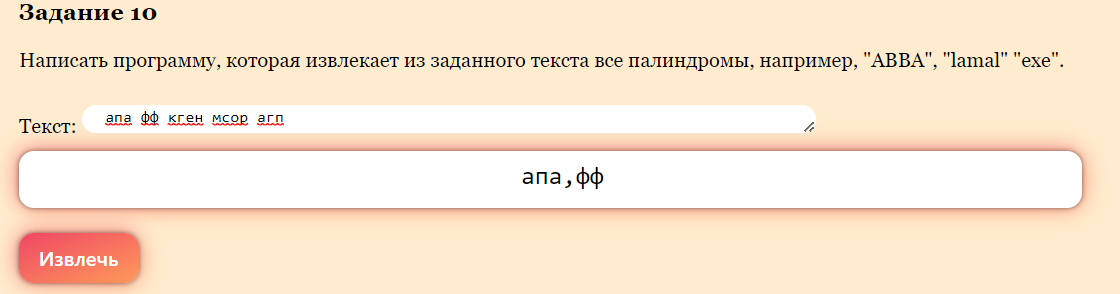 Задание 10
Написать программу, которая извлекает из заданного текста все палиндромы, например, "ABBA", "lamal" "exe".
Текст: апа фф кген мсор агп
апа,фф
Извлечь